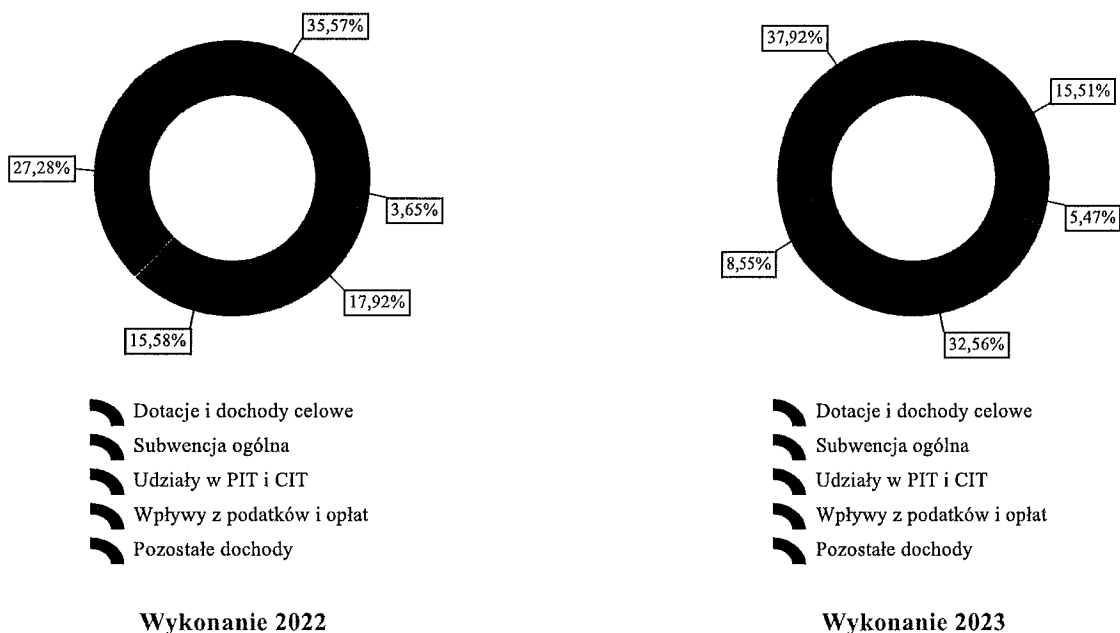 35,57%
27,28%
3,65%
17,92%
15,58%
Dotacje i dochody celowe
Subwencja ogólna
Udziały w PIT i CIT
Wpływy z podatków i opłat
Pozostałe dochody
Wykonanie 2022
37,92%
15,51%
5,47%
8,55%
32,56%
Dotacje i dochody celowe
Subwencja ogólna
Udziały w PIT i CIT
Wpływy z podatków i opłat
Pozostałe dochody
Wykonanie 2023